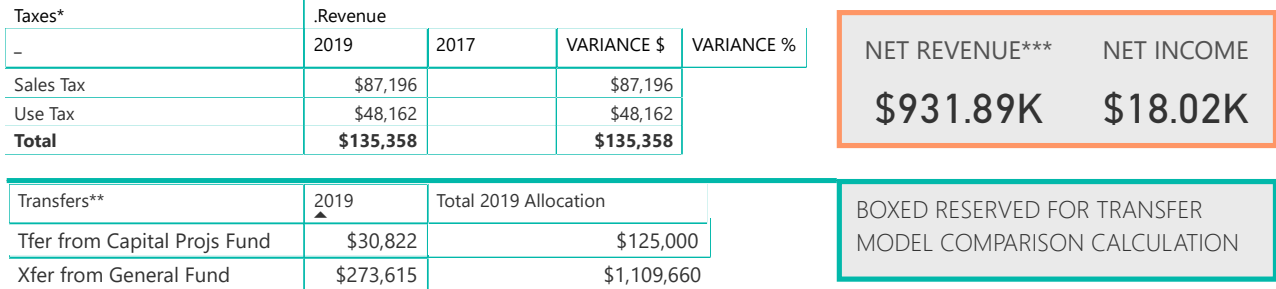 Taxes* .Revenue
_ 2019 2017 VARIANCE $ VARIANCE %
Sales Tax $87,196 $87,196
Use Tax $48,162 $48,162
Total $135,358 $135,358
NET REVENUE*** NET INCOME
$931.89K $18.02K
Transfers** 2019 Total 2019 Allocation
Tfer from Capital Projs Fund $30,822 $125,000
Xfer from General Fund $273,615 $1,109,660
BOXED RESERVED FOR TRANSFER
MODEL COMPARISON CALCULATION